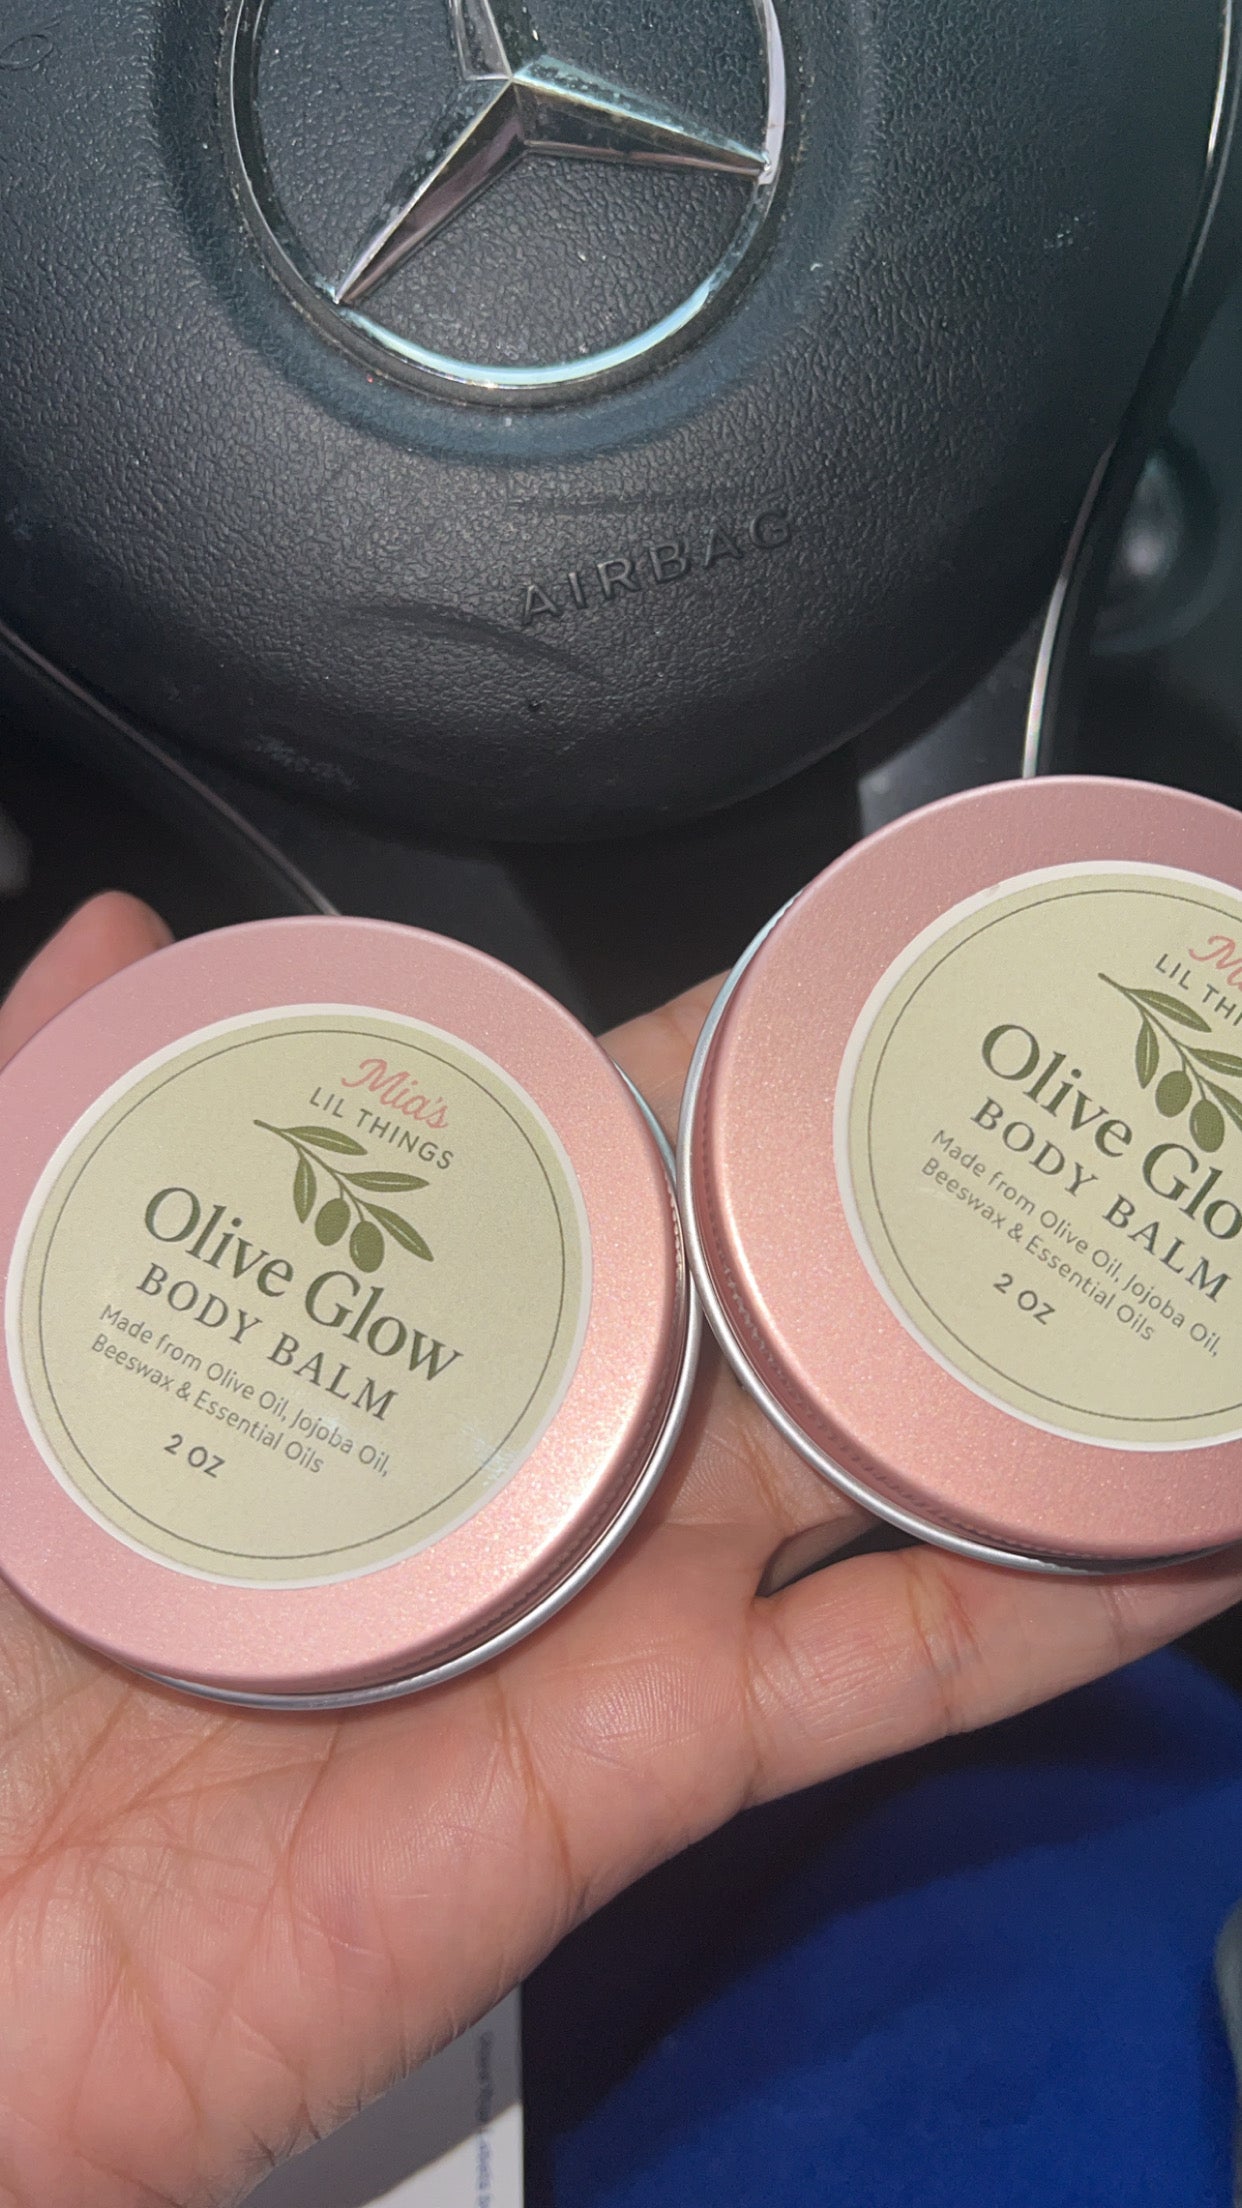 AIRBAG
Mia's
LIL THINGS
Olive Glow
BODY BALM
Made from Olive Oil, Jojoba Oil,
Beeswax & Essential Oils
2 OZ
LIL
Olive
BODY BALM
Made from Olive Oil, Jojoba Oil,
Beeswax & Essential Oils
2 OZ